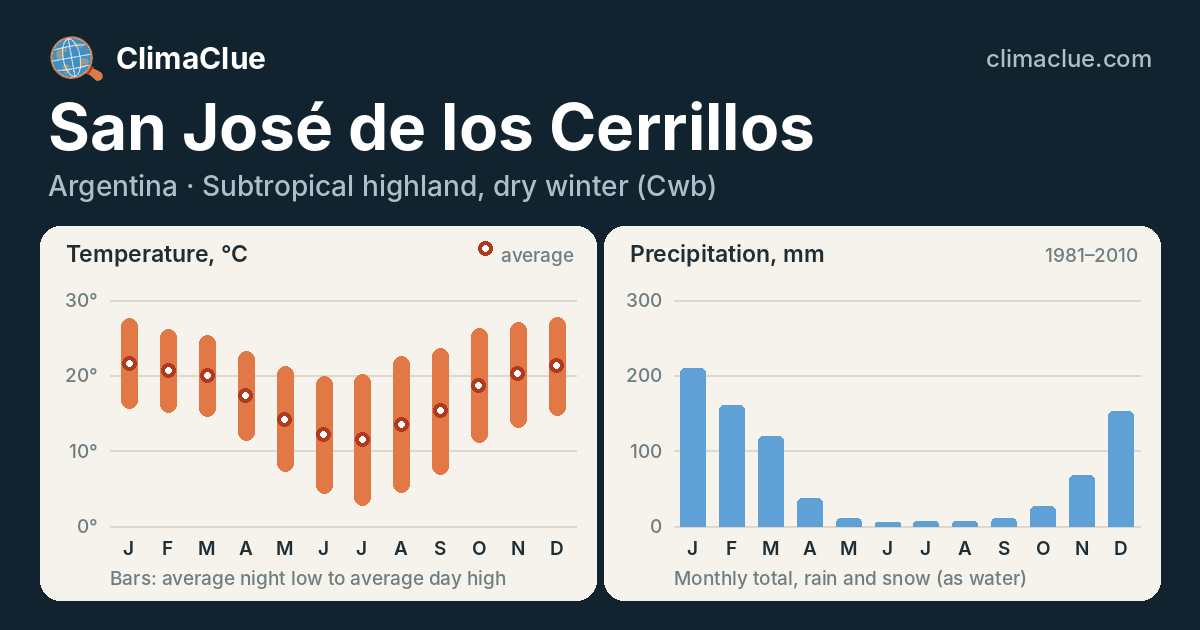 ClimaClue
climaclue.com
San José de los Cerrillos
Argentina · Subtropical highland, dry winter (Cwb)
Temperature, °C
average
30°
20°
10°
0°
J F M A M J J A S O N D
Bars: average night low to average day high
Precipitation, mm
1981–2010
300
200
100
0
J F M A M J J A S O N D
Monthly total, rain and snow (as water)